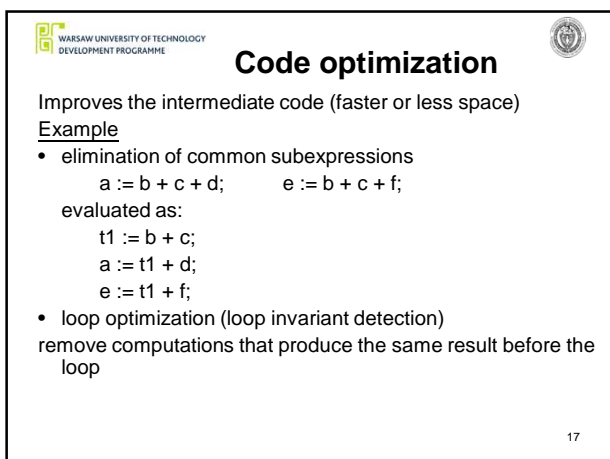 WARSAW UNIVERSITY OF TECHNOLOGY
DEVELOPMENT PROGRAMME
Code optimization
Improves the intermediate code (faster or less space)
Example
• elimination of common subexpressions
a := b + c + d; e := b + c + f;
evaluated as:
t1 := b + c;
a := t1 + d;
e := t1 + f;
• loop optimization (loop invariant detection)
remove computations that produce the same result before the
loop
17